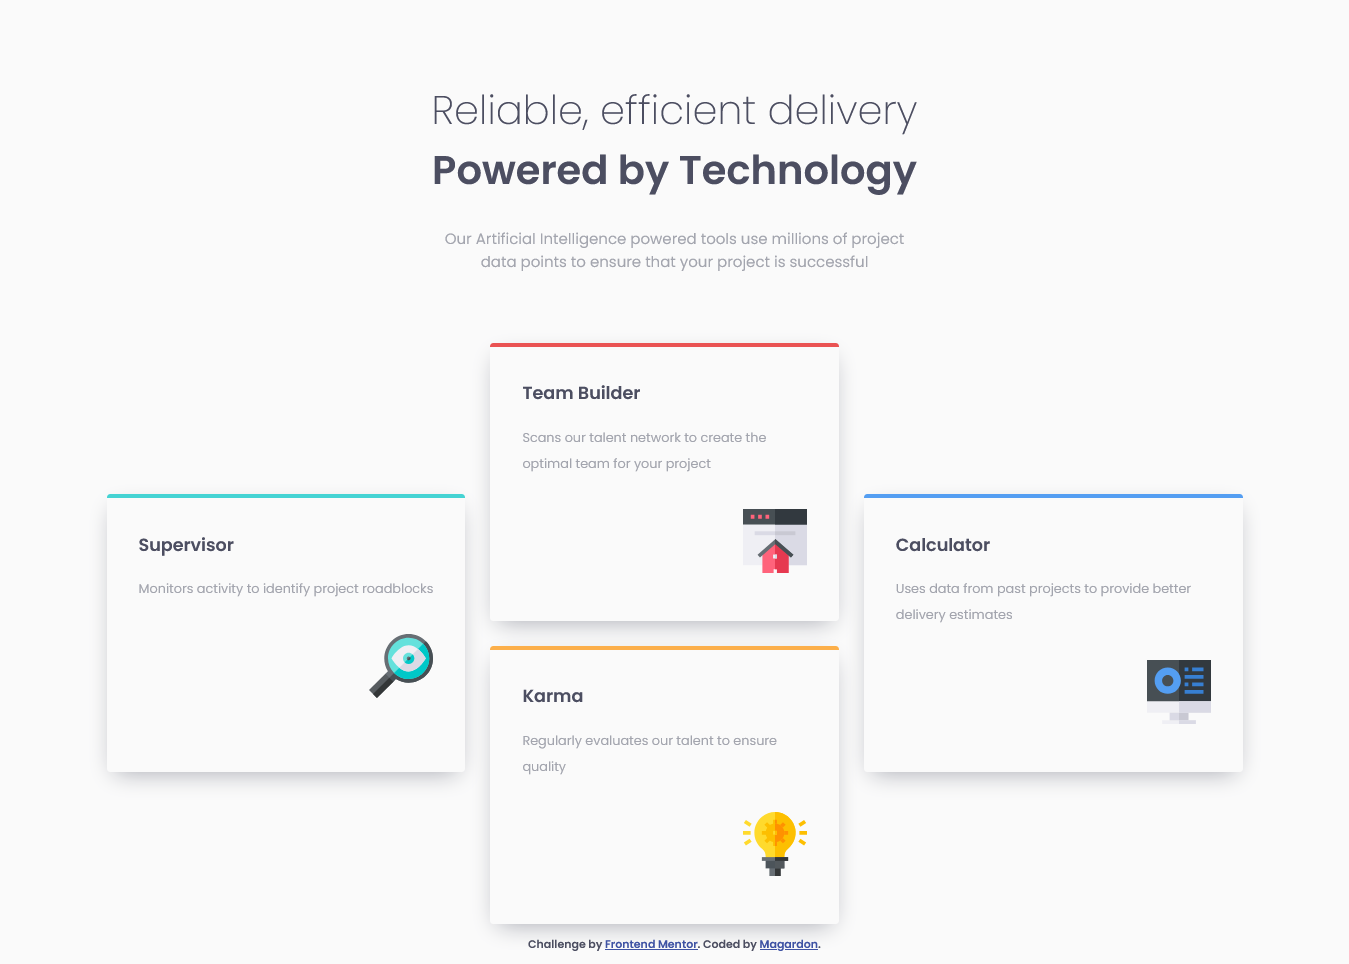 Reliable, efficient delivery
Powered by Technology
Our Artificial Intelligence powered tools use millions of project
data points to ensure that your project is successful
Team Builder
Scans our talent network to create the
optimal team for your project
Supervisor
Monitors activity to identify project roadblocks
Calculator
Uses data from past projects to provide better
delivery estimates
Karma
Regularly evaluates our talent to ensure
quality
Challenge by Frontend Mentor. Coded by Magardon.